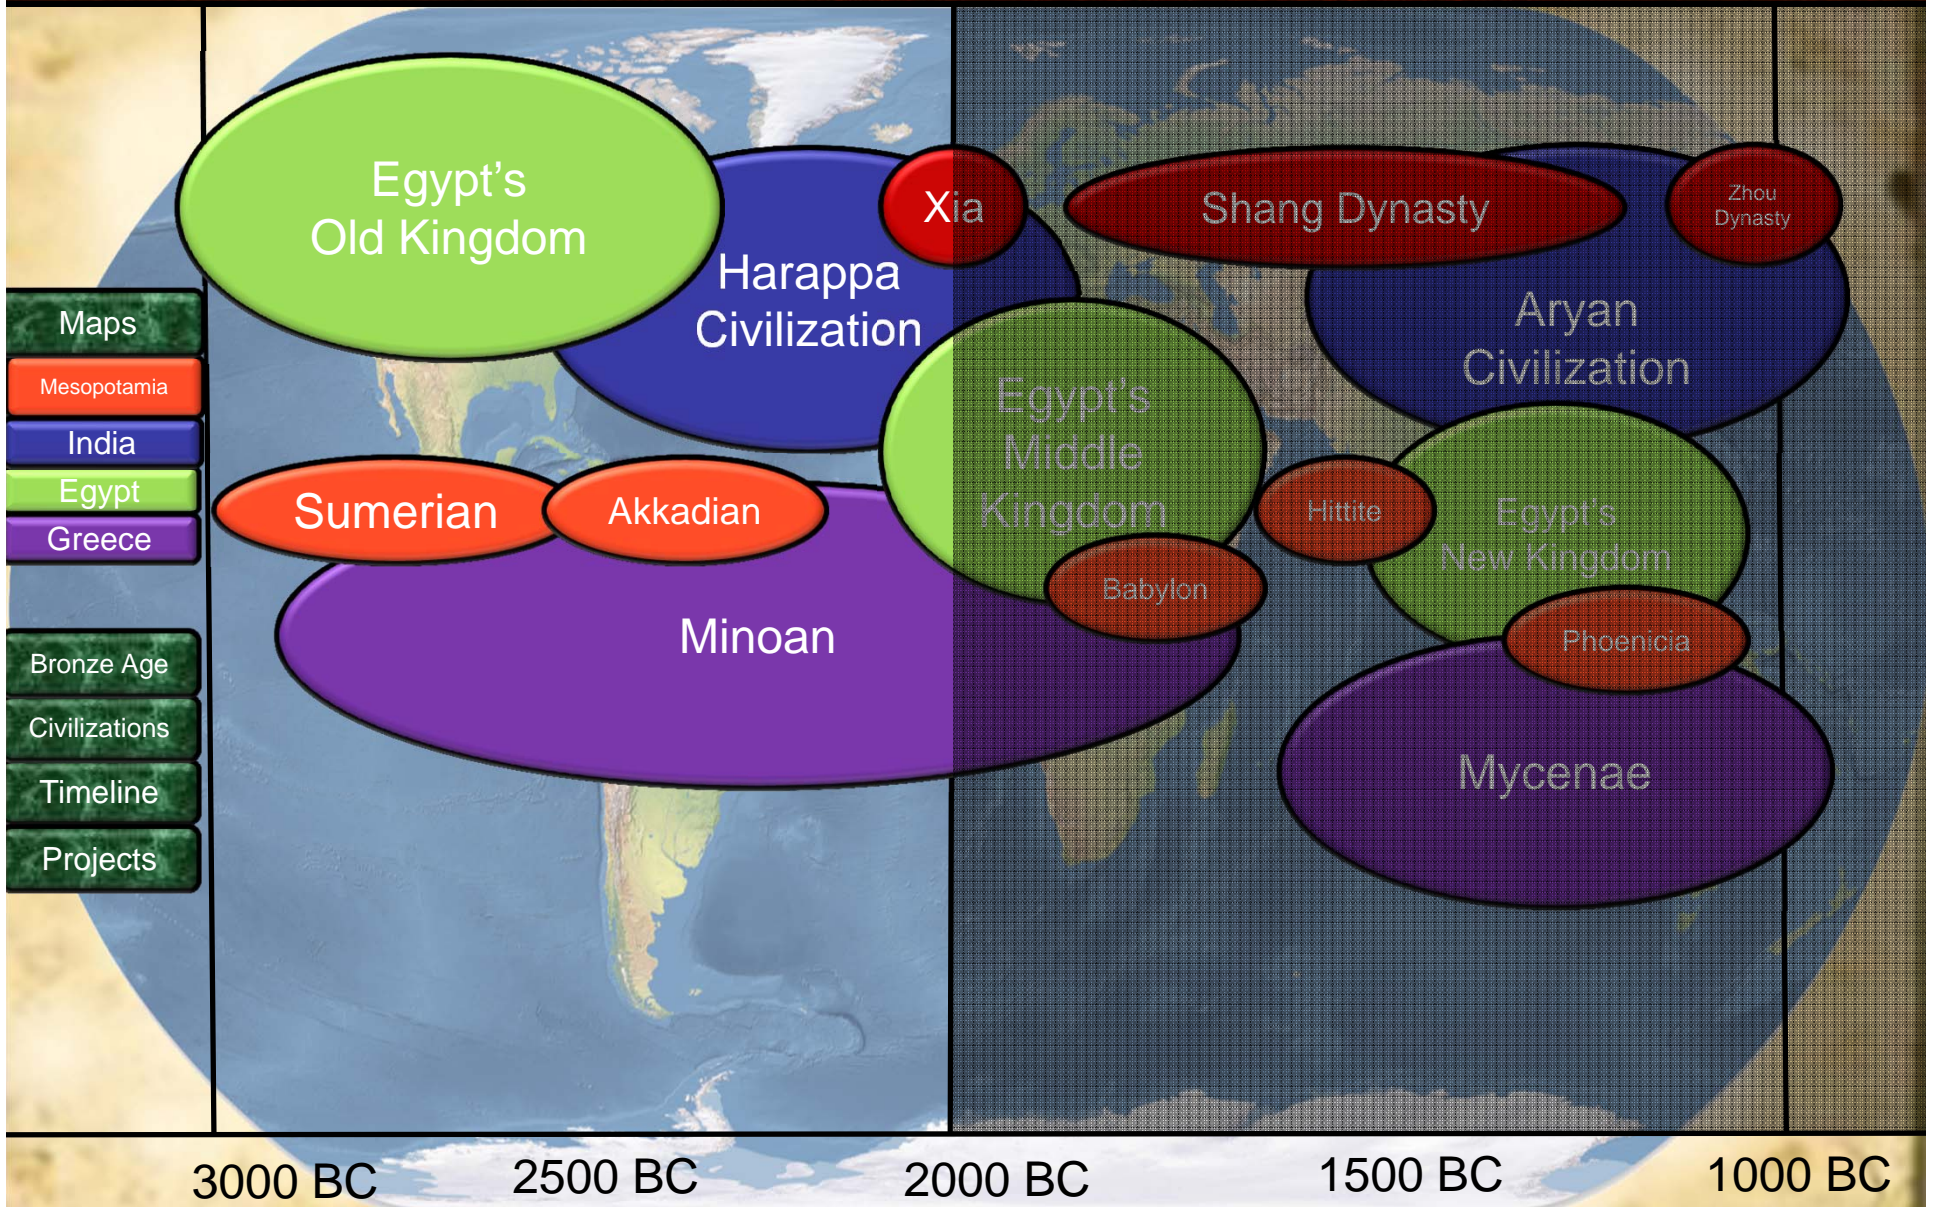 Egypt's
Old Kingdom
Harappa
Civilization
Xia
Shang Dynasty
Zhou
Dynasty
Aryan
Civilization
Maps
Mesopotamia
India
Egypt
Greece
Sumerian
Akkadian
Egypt's
Middle
Kingdom
Hittite
Egypt's
New Kingdom
Babylon
Minoan
Phoenicia
Mycenae
Bronze Age
Civilizations
Timeline
Projects
3000 BC
2500 BC
2000 BC
1500 BC
1000 BC